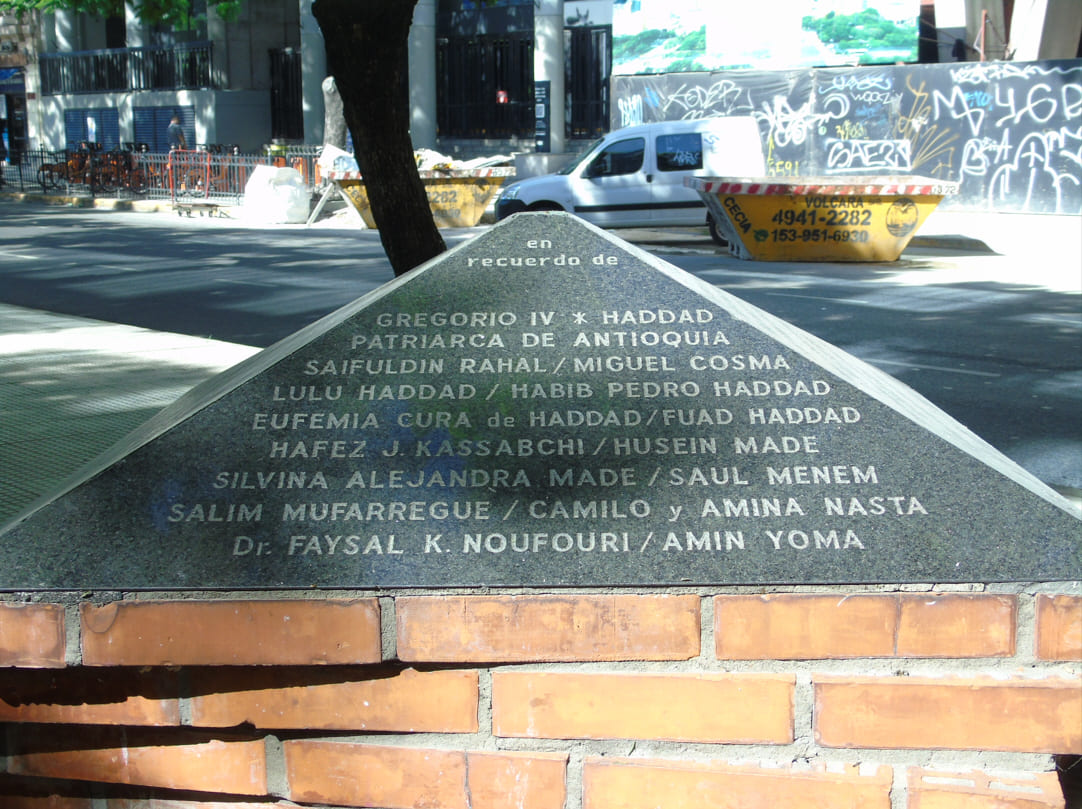 en
recuerdo de
GREGORIO IV * HADDAD
PATRIARCA DE ANTIOQUIA
SAIFULDIN RAHAL/MIGUEL COSMA
LULU HADDAD/HABIB PEDRO HADDAD
EUFEMIA CURA de HADDAD/FUAD HADDAD
HAFEZ J. KASSABCHI/HUSEIN MADE
SILVINA ALEJANDRA MADE/SAUL MENEM
SALIM MUFARREGUE/CAMILO y AMINA NASTA
Dr. FAYSAL K. NOUFOURI/AMIN YOMA
VOLCARA
4941-2282
153-951-6930
CECIA